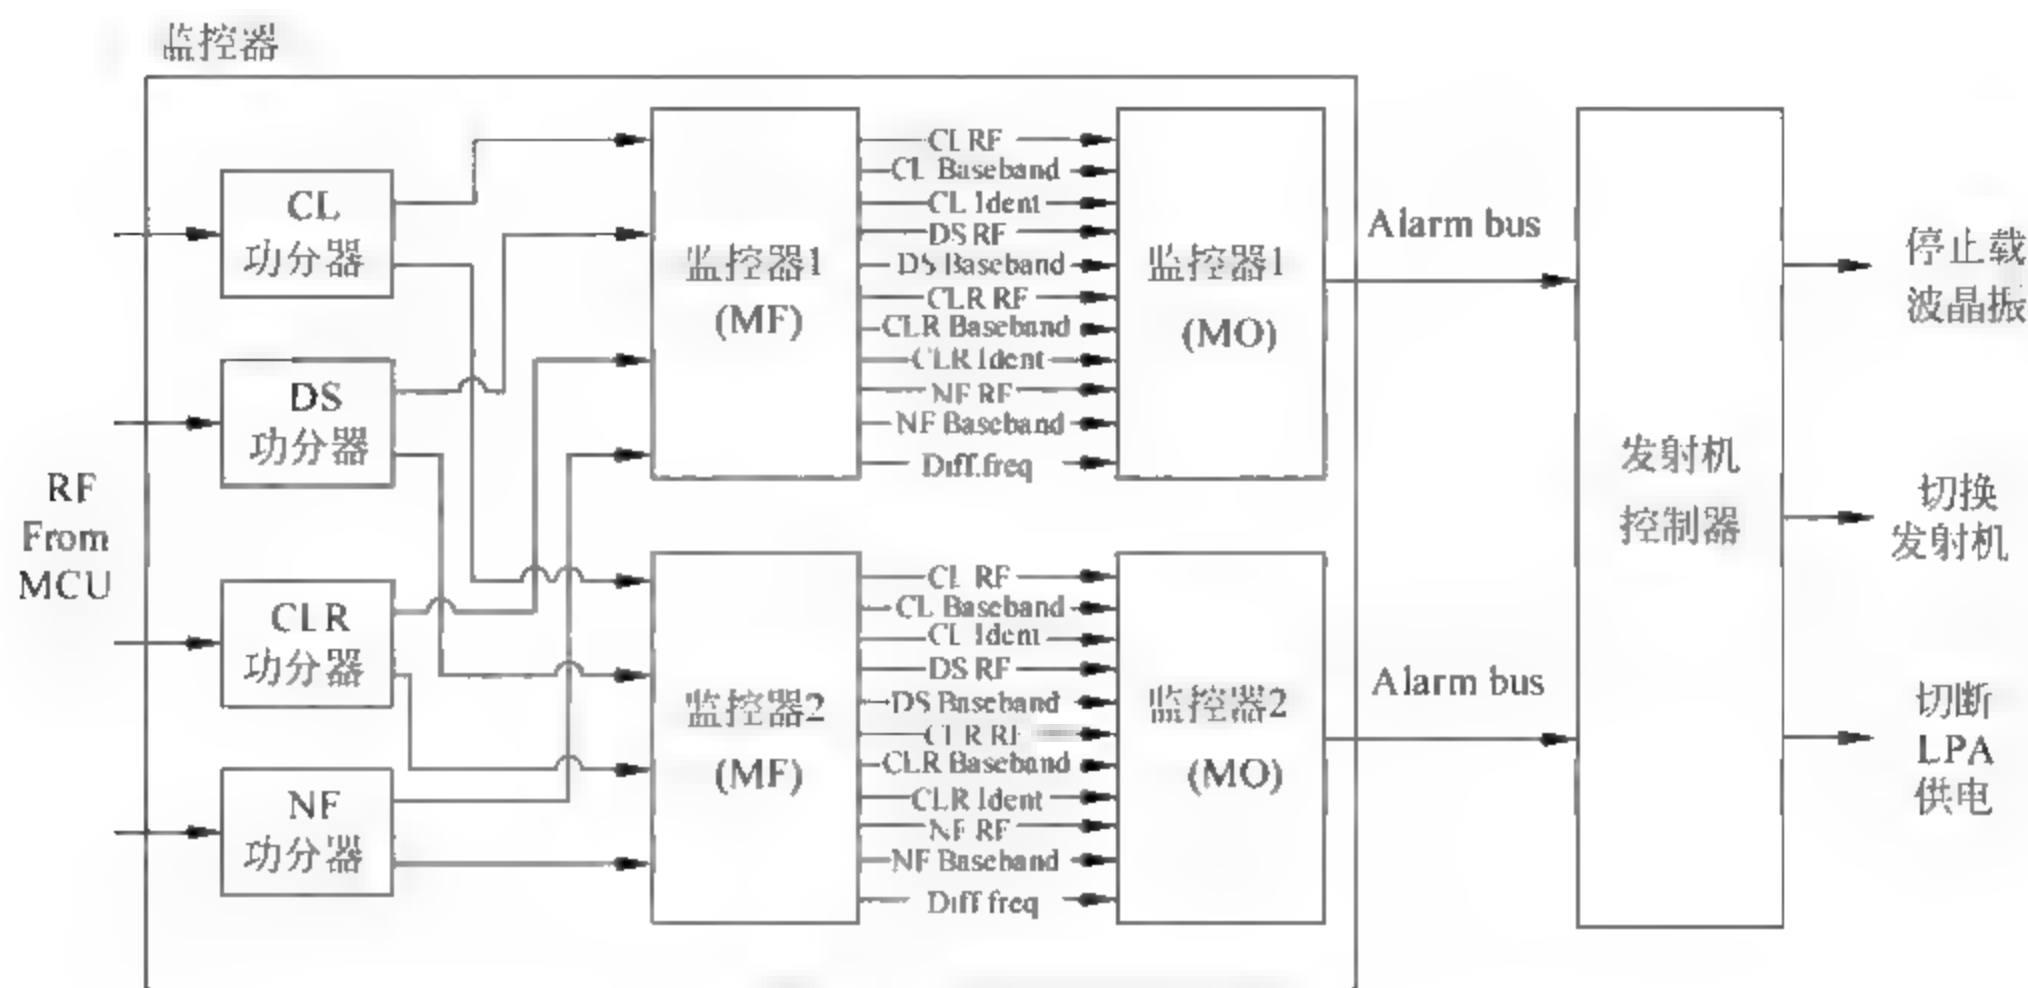 监控器
CL
功分器
DS
功分器
CLR
功分器
NF
功分器
RF
From
MCU
监控器1
(MF)
CL RF
CL Baseband
CL Ident
DS RF
DS Baseband
CLR RF
CLR Baseband
CLR Ident
NF RF
NF Baseband
Diff.freq
监控器1
(MO)
监控器2
(MF)
CL RF
CL Baseband
CL Ident
DS RF
DS Baseband
CLR RF
CLR Baseband
CLR Ident
NF RF
NF Baseband
Diff freq
监控器2
(MO)
Alarm bus
Alarm bus
发射机
控制器
停止载
波晶振
切换
发射机
切断
LPA
供电